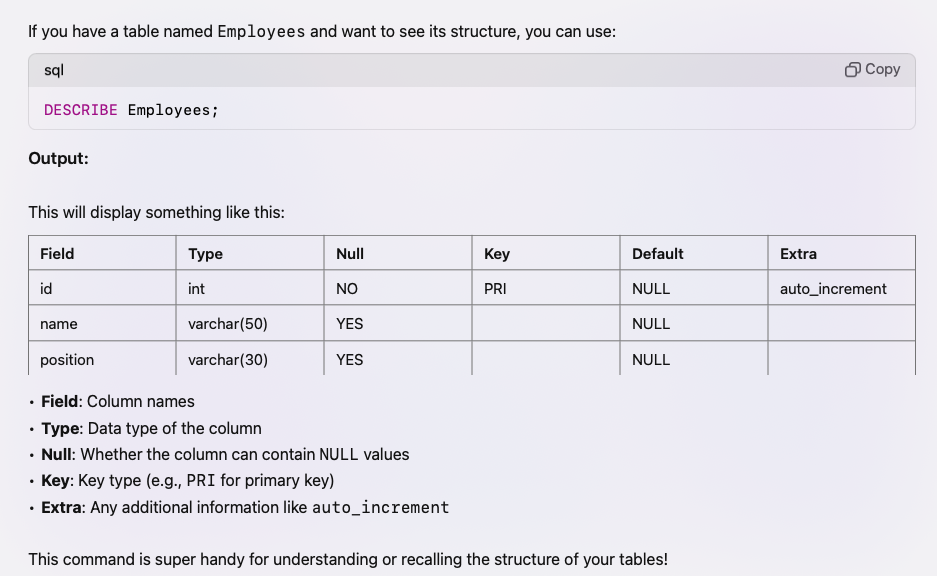 If you have a table named Employees and want to see its structure, you can use:
sql
Copy
DESCRIBE Employees;
Output:
This will display something like this:
Field Type Null Key Default Extra
id int NO PRI NULL auto_increment
name varchar(50) YES NULL
position varchar(30) YES NULL
• Field: Column names
• Type: Data type of the column
• Null: Whether the column can contain NULL values
• Key: Key type (e.g., PRI for primary key)
• Extra: Any additional information like auto_increment
This command is super handy for understanding or recalling the structure of your tables!